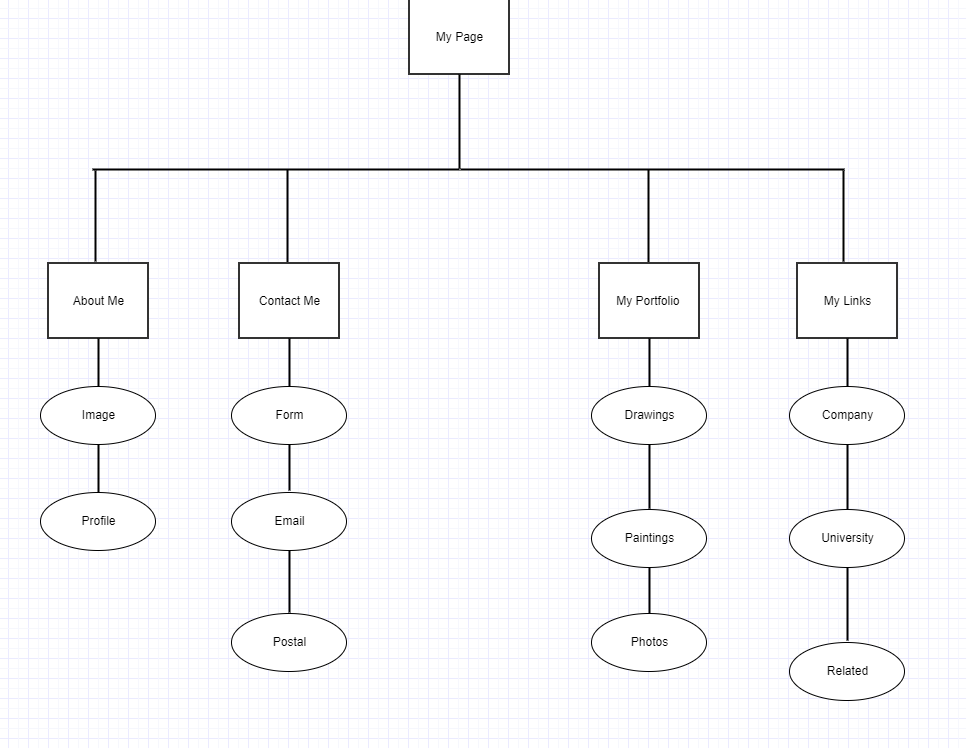 My Page
About Me
Contact Me
My Portfolio
My Links
Image
Form
Drawings
Company
Profile
Email
Paintings
University
Postal
Photos
Related